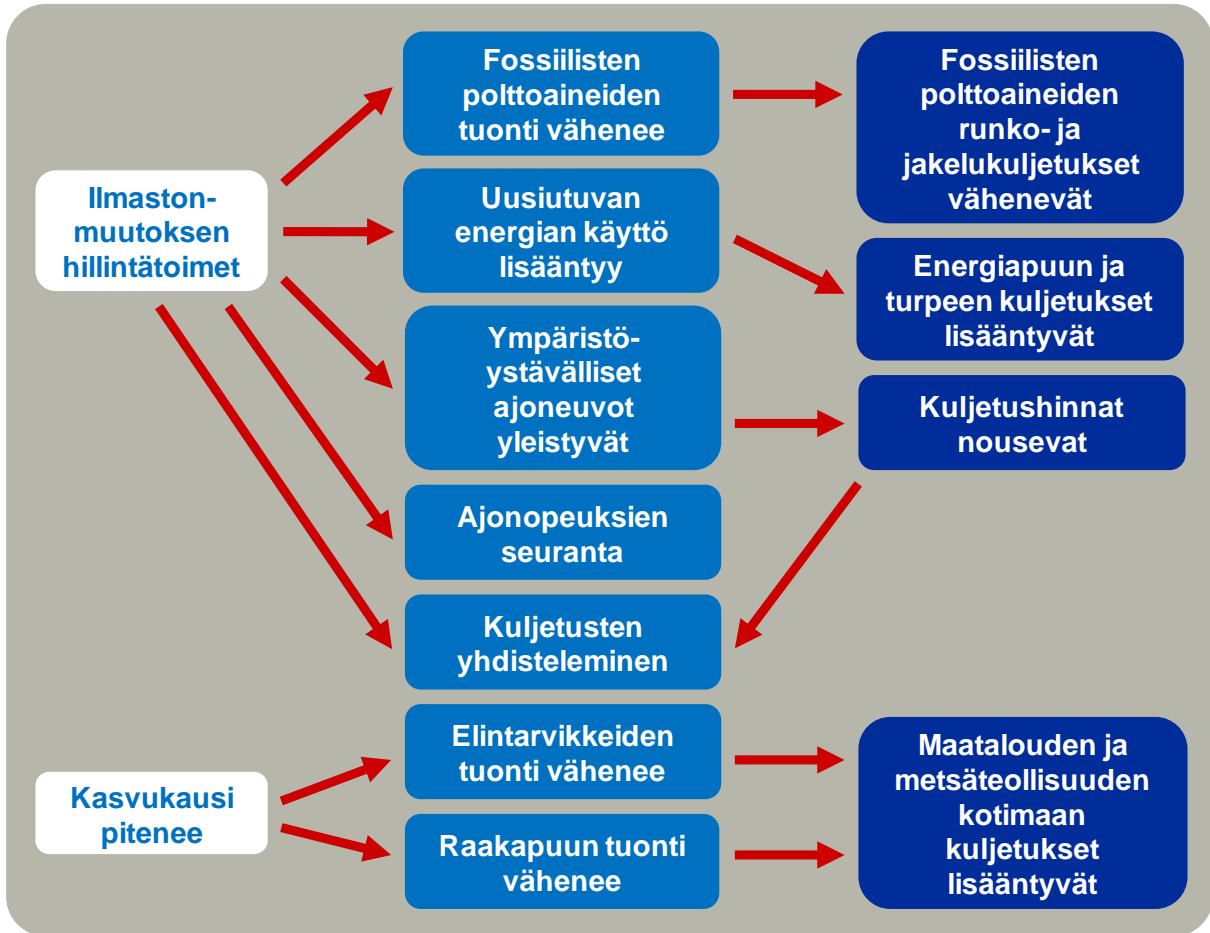 Ilmaston-
muutoksen
hillintätoimet
Kasvukausi
pitenee
Fossiilisten
polttoaineiden
tuonti vähenee
Uusiutuvan
energian käyttö
lisääntyy
Ympäristö-
ystävälliset
ajoneuvot
yleistyvät
Ajonopeuksien
seuranta
Kuljetusten
yhdisteleminen
Elintarvikkeiden
tuonti vähenee
Raakapuun tuonti
vähenee
Fossiilisten
polttoaineiden
runko- ja
jakelukuljetukset
vähenevät
Energiapuun ja
turpeen kuljetukset
lisääntyvät
Kuljetushinnat
nousevat
Maatalouden ja
metsäteollisuuden
kotimaan
kuljetukset
lisääntyvät